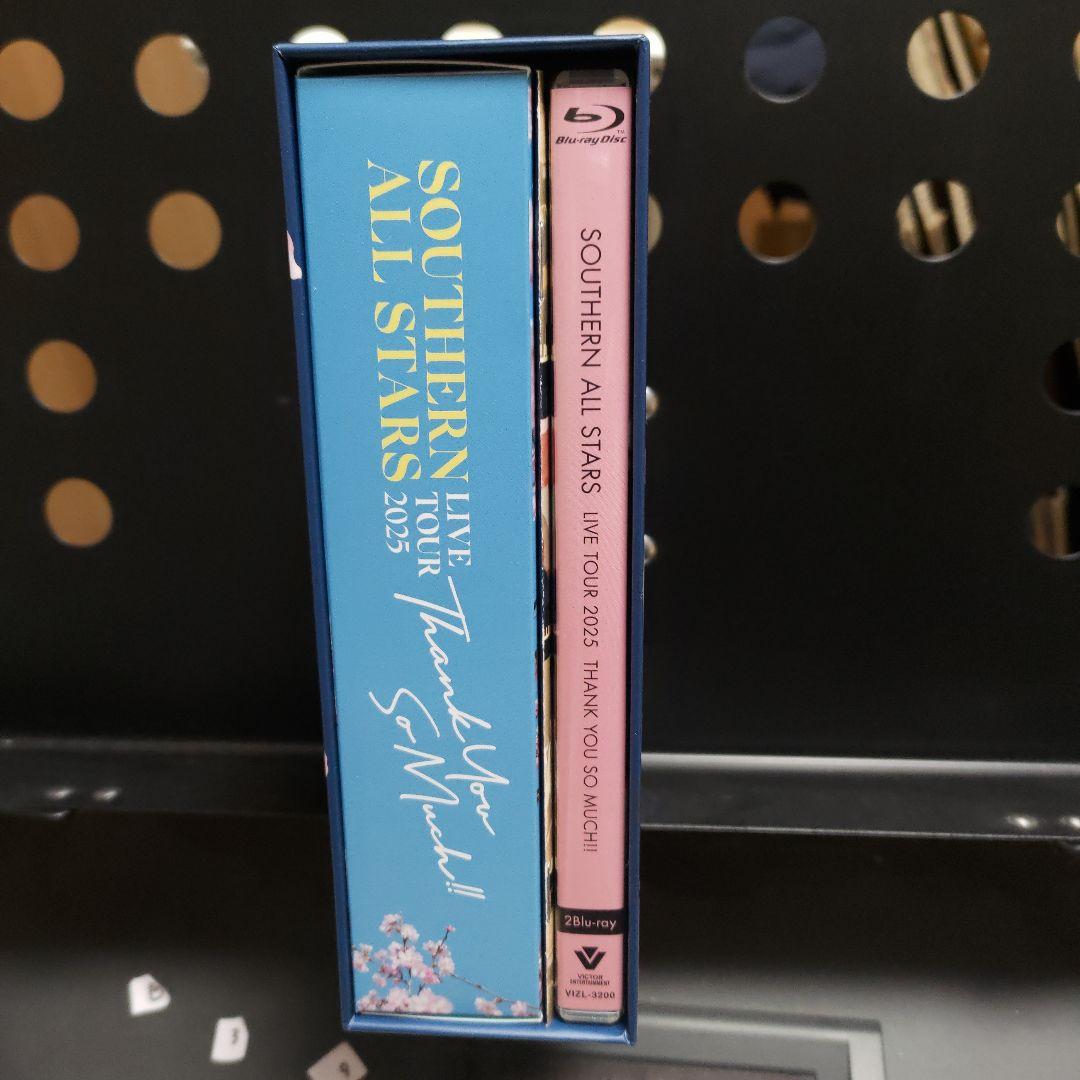 SOUTHERN
ALL STARS
LIVE
TOUR
2025
Thank You
So Much!!
Blu-ray Disc
TM
SOUTHERN ALL STARS LIVE TOUR 2025 THANK YOU SO MUCH!!
2Blu-ray
VICTOR
ENTERTAINMENT
VIZL-3200